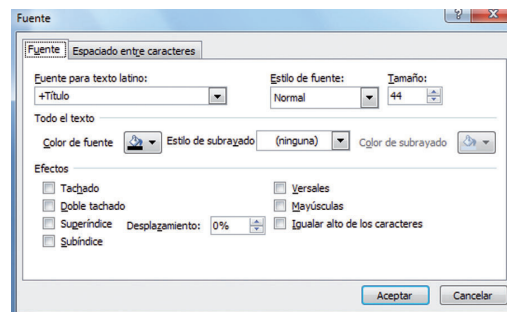 Fuente
Fuente Espaciado entre caracteres
Fuente para texto latino: Estilo de fuente: Tamaño:
+Título Normal 44
Todo el texto
Color de fuente Estilo de subrayado (ninguna) Color de subrayado
Efectos
Tachado Versales
Doble tachado Mayúsculas
Superíndice Desplazamiento: 0% Igualar alto de los caracteres
Subíndice
Aceptar Cancelar